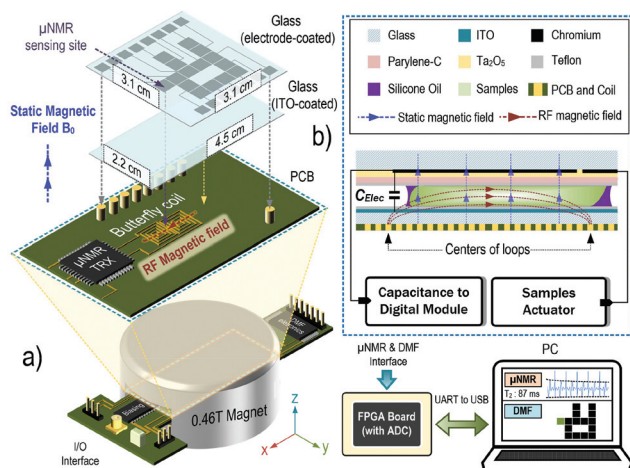 μNMR
sensing site
Glass
(electrode-coated)
3.1 cm
3.1 cm
Glass
(ITO-coated)
Static Magnetic
Field B₀
2.2 cm
4.5 cm
PCB
Butterfly coil
RF Magnetic field
μNMR
TRX
a)
Biasing
0.46T Magnet
I/O
Interface
z
x
y
b)
Glass
ITO
Chromium
Parylene-C
Ta₂O₅
Teflon
Silicone Oil
Samples
PCB and Coil
Static magnetic field
RF magnetic field
C_Elec
Centers of loops
Capacitance to
Digital Module
Samples
Actuator
μNMR & DMF
Interface
FPGA Board
(with ADC)
UART to USB
PC
μNMR
T₂ : 87 ms
DMF